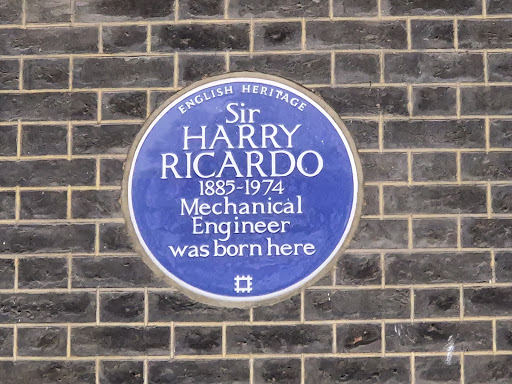 ENGLISH HERITAGE
Sir
HARRY
RICARDO
1885-1974
Mechanical
Engineer
was born here